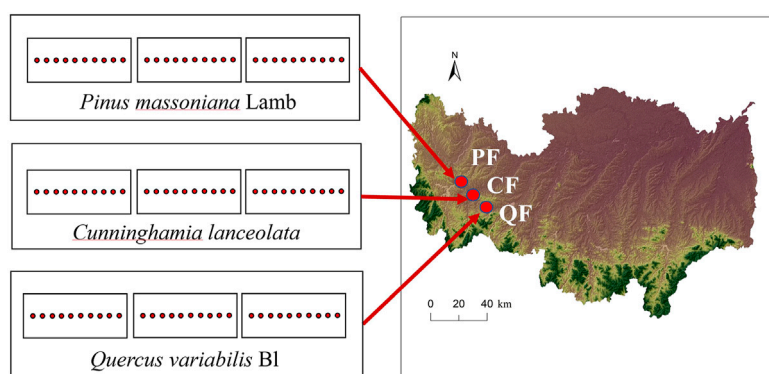 Pinus massoniana Lamb
Cunninghamia lanceolata
Quercus variabilis Bl
N
PF
CF
QF
0 20 40 km